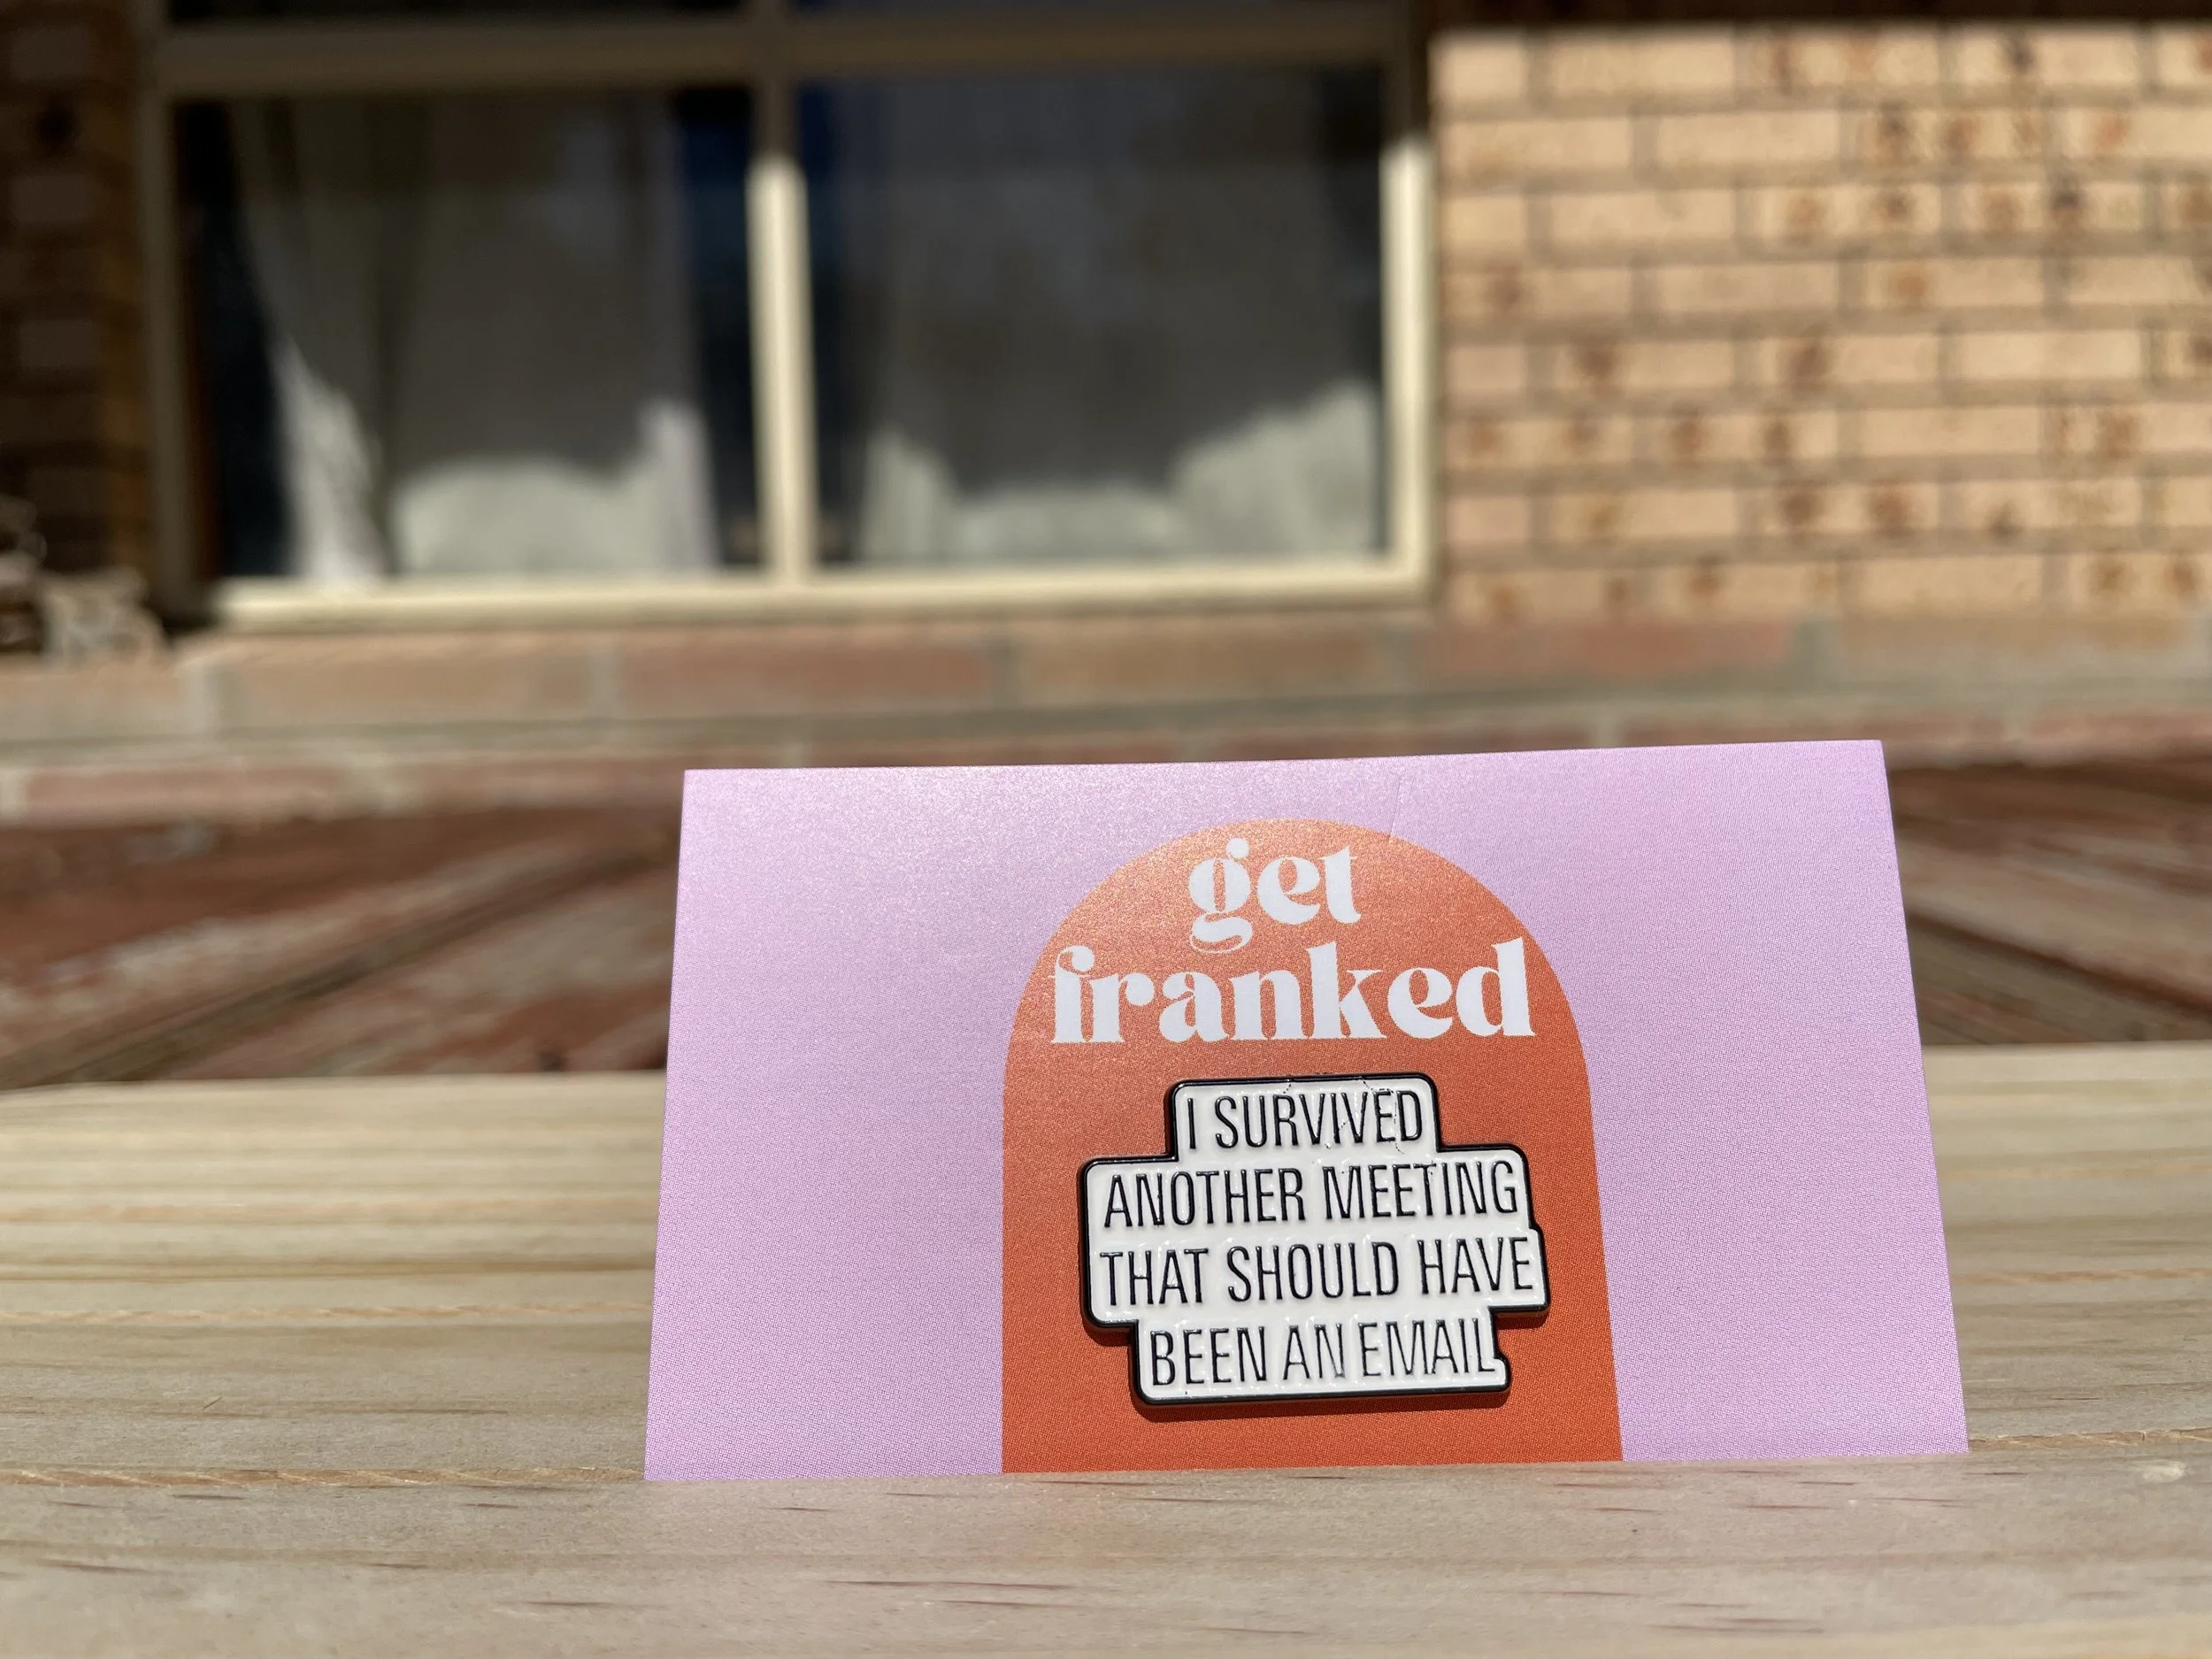 get
franked
I SURVIVED
ANOTHER MEETING
THAT SHOULD HAVE
BEEN AN EMAIL